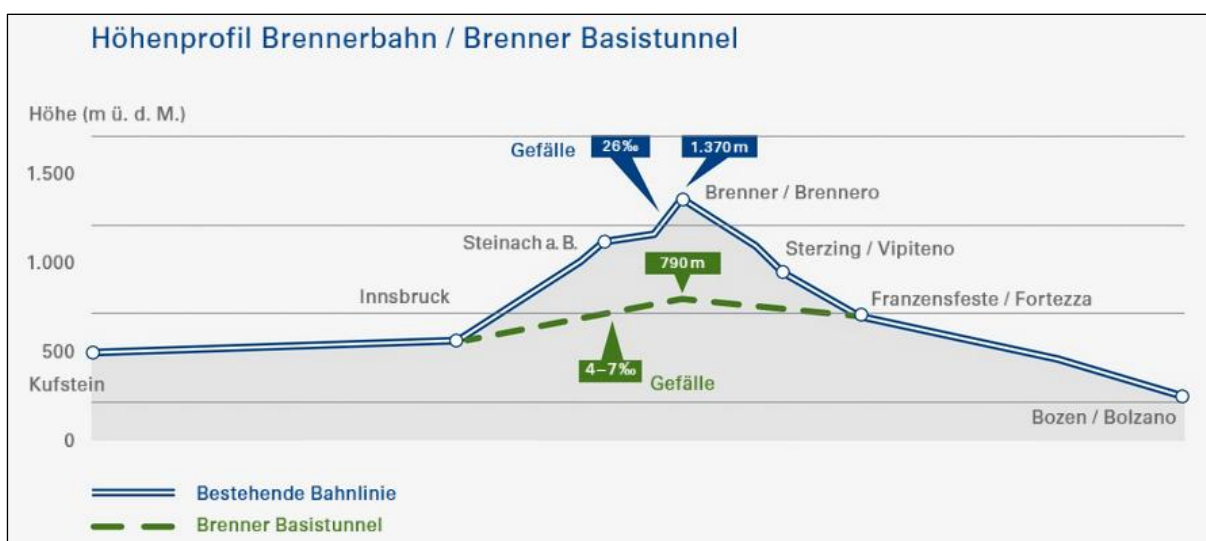 Höhenprofil Brennerbahn / Brenner Basistunnel
Höhe (m ü. d. M.)
Gefälle
26‰
1.370 m
1.500
Brenner / Brennero
Steinach a. B.
Sterzing / Vipiteno
1.000
790 m
Innsbruck
Franzensfeste / Fortezza
500
4–7‰
Gefälle
Kufstein
Bozen / Bolzano
0
Bestehende Bahnlinie
Brenner Basistunnel